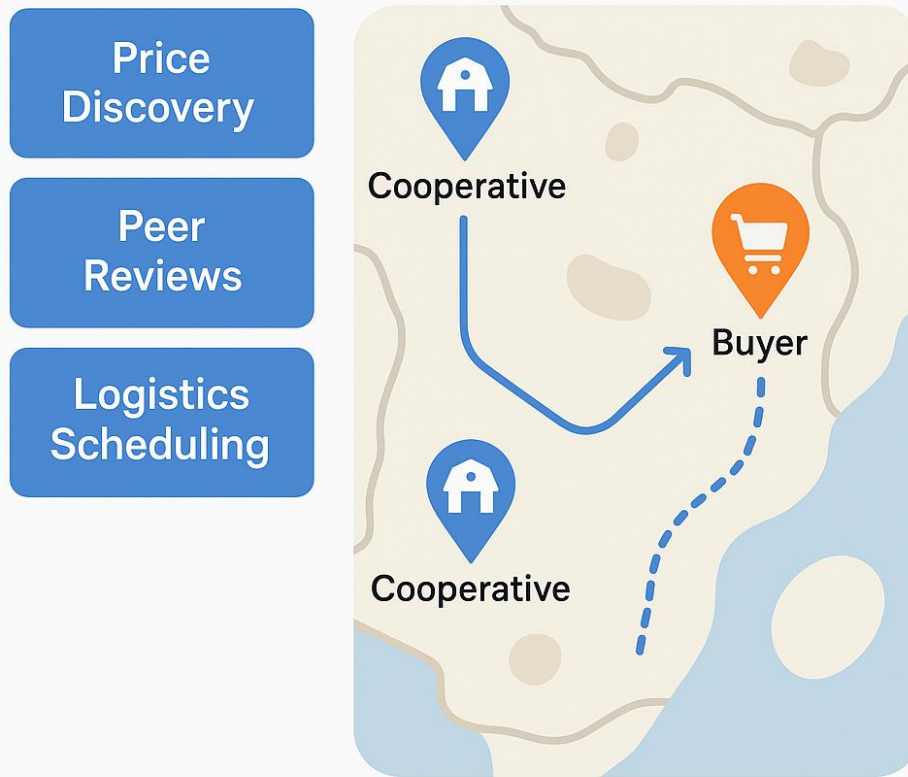 Price
Discovery
Peer
Reviews
Logistics
Scheduling
Cooperative
Buyer
Cooperative